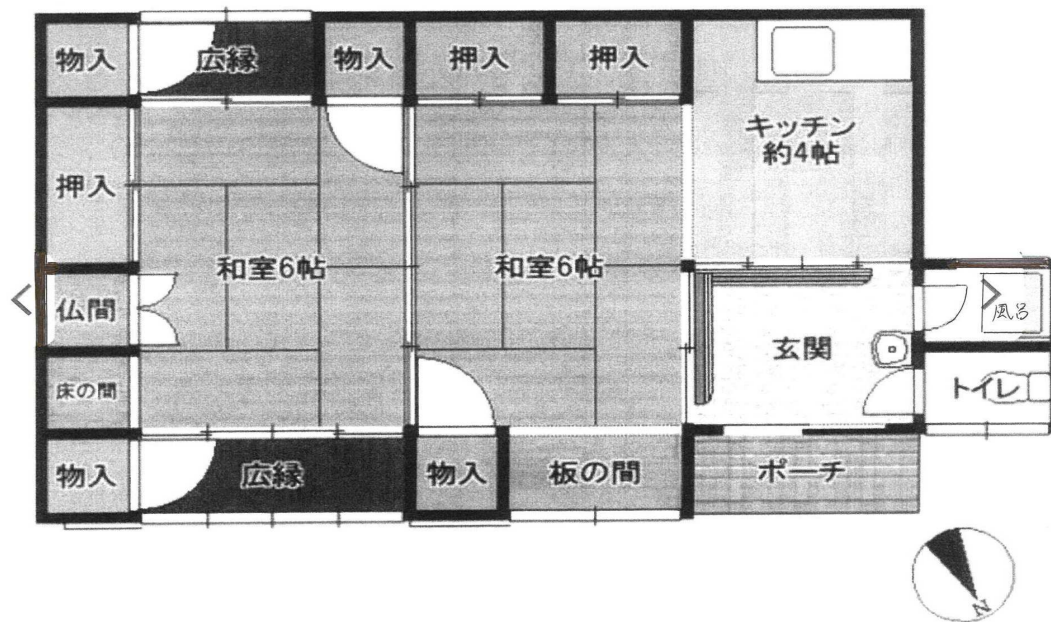 物入
広縁
物入
押入
押入
キッチン
約4帖
押入
和室6帖
和室6帖
仏間
玄関
風呂
床の間
トイレ
物入
広縁
物入
板の間
ポーチ
N